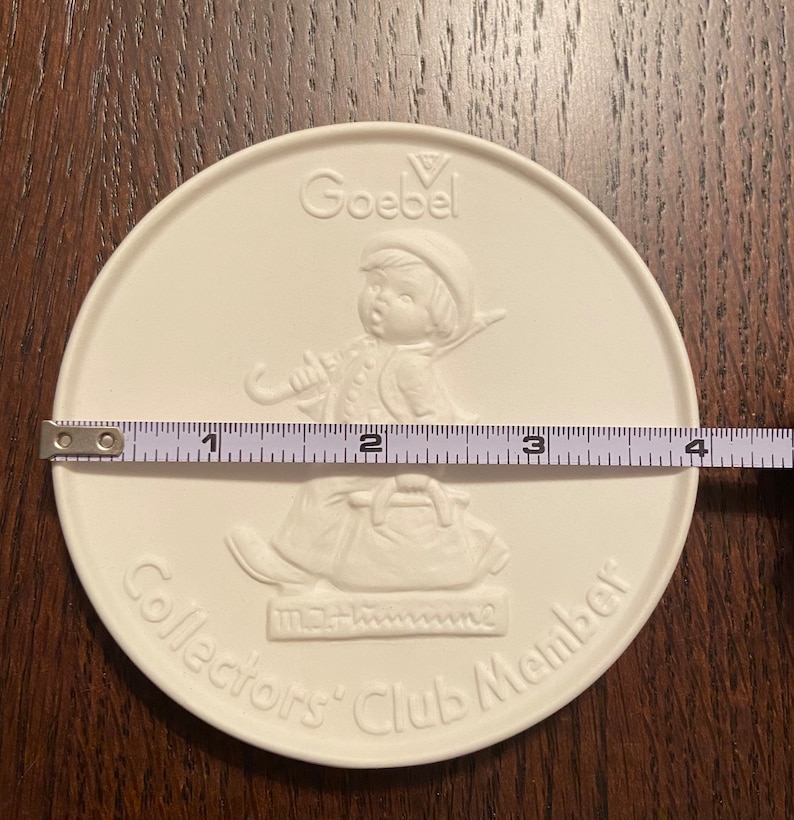 Goebel
1 2 3 4
M.I. Hummel
Collectors' Club Member